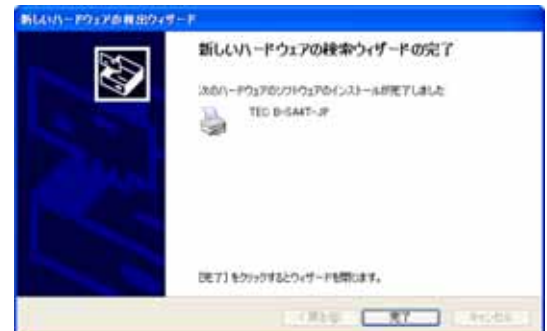 新しいハードウェアの検出ウィザード
新しいハードウェアの検索ウィザードの完了
次のハードウェアのソフトウェアのインストールが完了しました
TEC B-SA4T-JP
[完了] をクリックするとウィザードを閉じます。
< 戻る(B)
完了
キャンセル